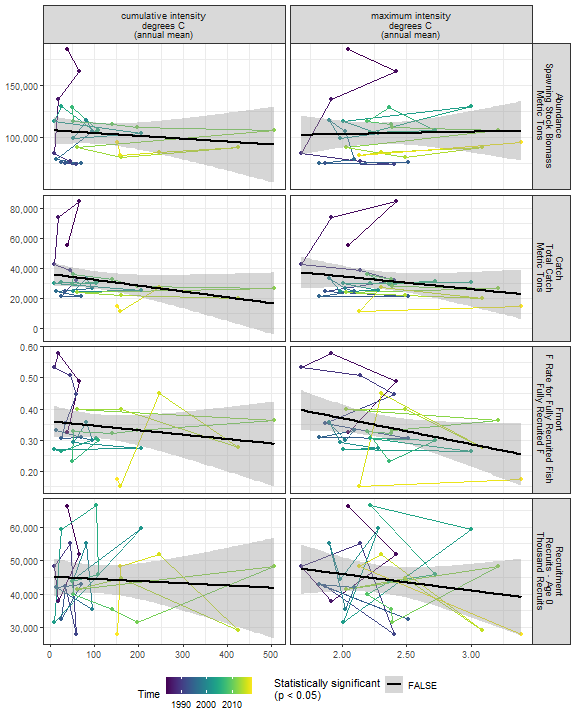 cumulative intensity
degrees C
(annual mean)
maximum intensity
degrees C
(annual mean)
150,000
100,000
Abundance
Spawning Stock Biomass
Metric Tons
80,000
60,000
40,000
20,000
0
Catch
Total Catch
Metric Tons
0.60
0.50
0.40
0.30
0.20
Effort
F Rate for Fully Recruited Fish
Fully Recruited F
60,000
50,000
40,000
30,000
Recruitment
Recruits - Age 0
Thousand Recruits
0 100 200 300 400 500
2.00 2.50 3.00
Time
1990 2000 2010
Statistically significant
(p < 0.05)
FALSE